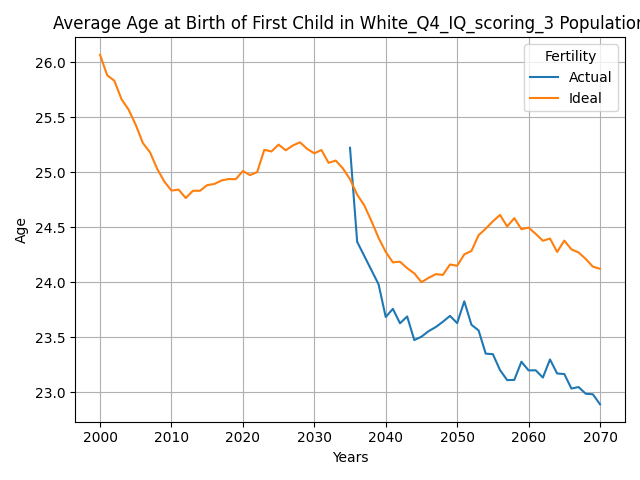 Average Age at Birth of First Child in White_Q4_IQ_scoring_3 Population
Fertility
Actual
Ideal
26.0
25.5
25.0
24.5
24.0
23.5
23.0
Age
2000 2010 2020 2030 2040 2050 2060 2070
Years